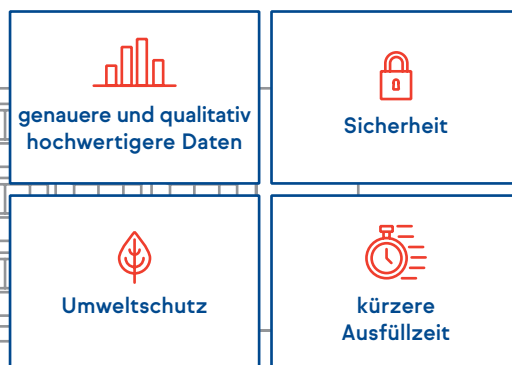 genauere und qualitativ
hochwertigere Daten
Sicherheit
Umweltschutz
kürzere
Ausfüllzeit